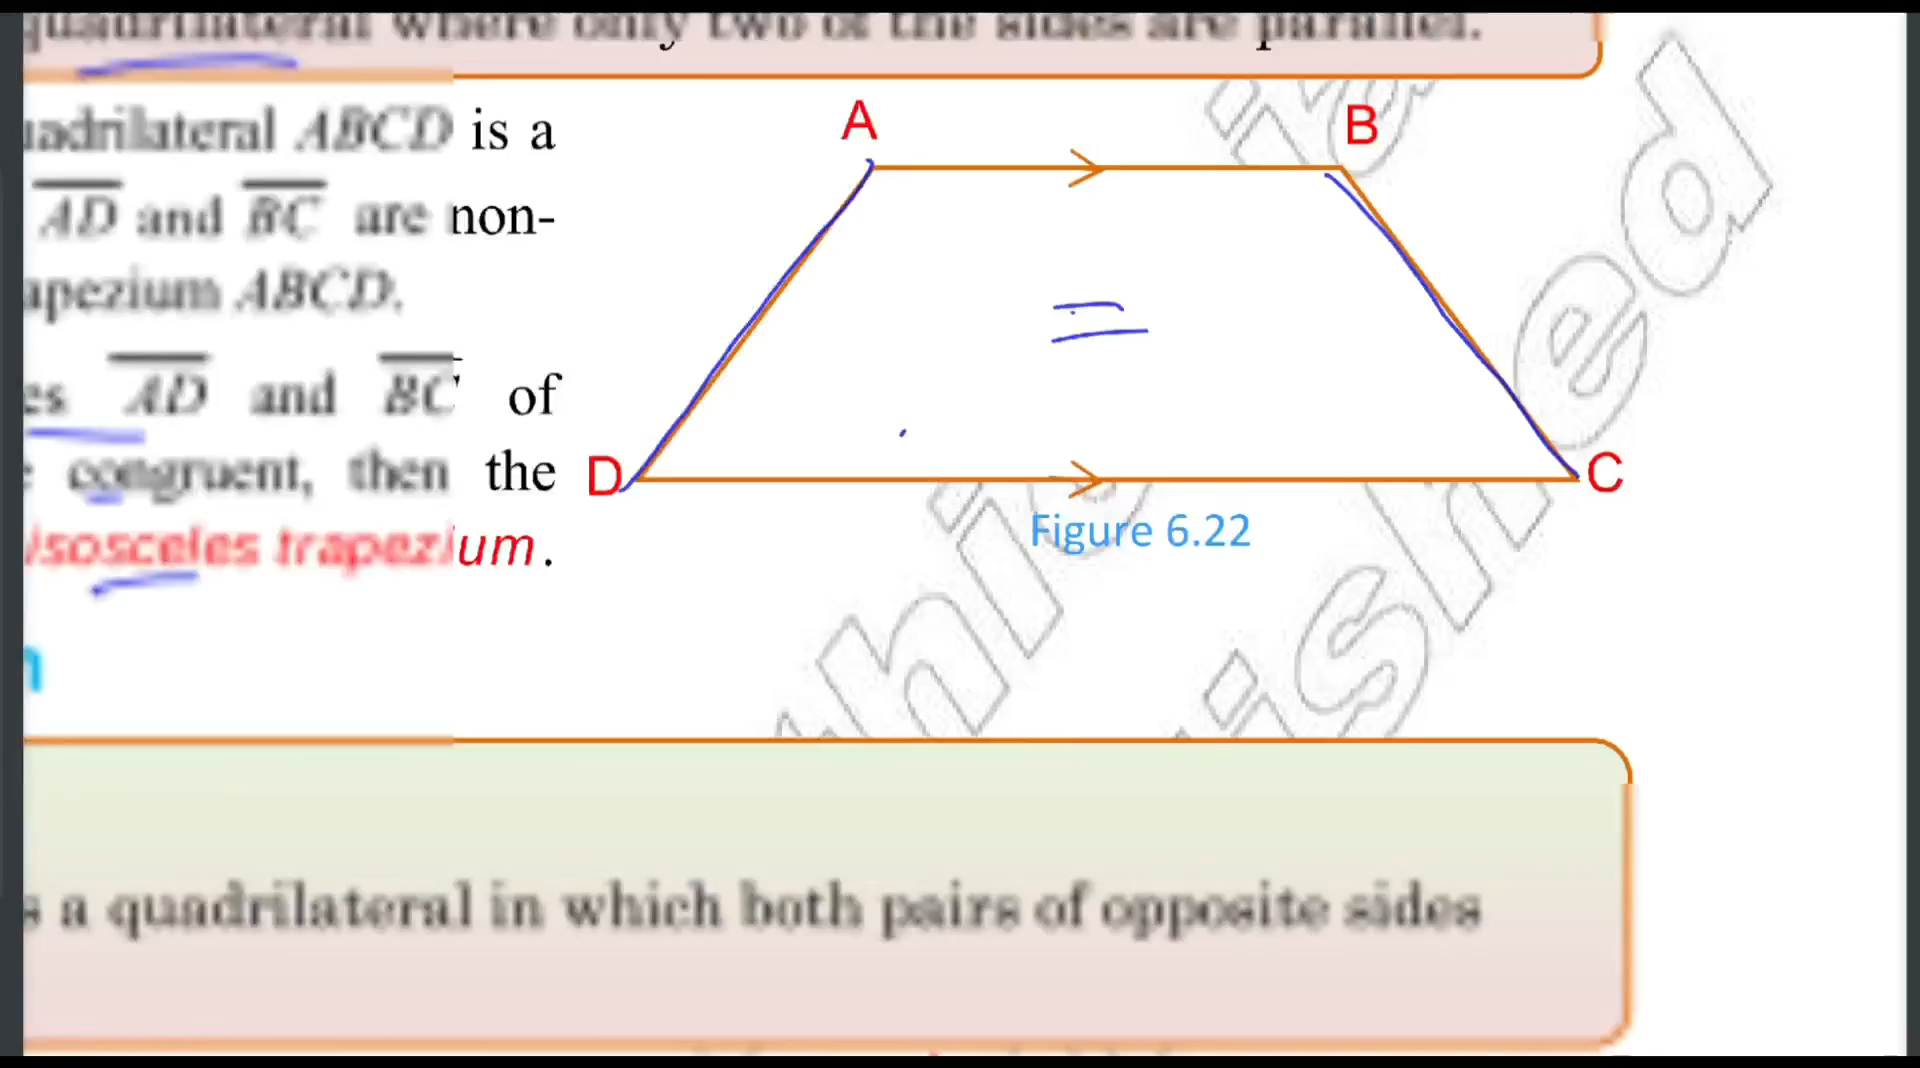 quadrilateral where only two of the sides are parallel.
A
B
uadrilateral ABCD is a
AD and BC are non-
apezium ABCD.
es AD and BC of
congruent, then the
D
C
isosceles trapezium.
Figure 6.22
s a quadrilateral in which both pairs of opposite sides